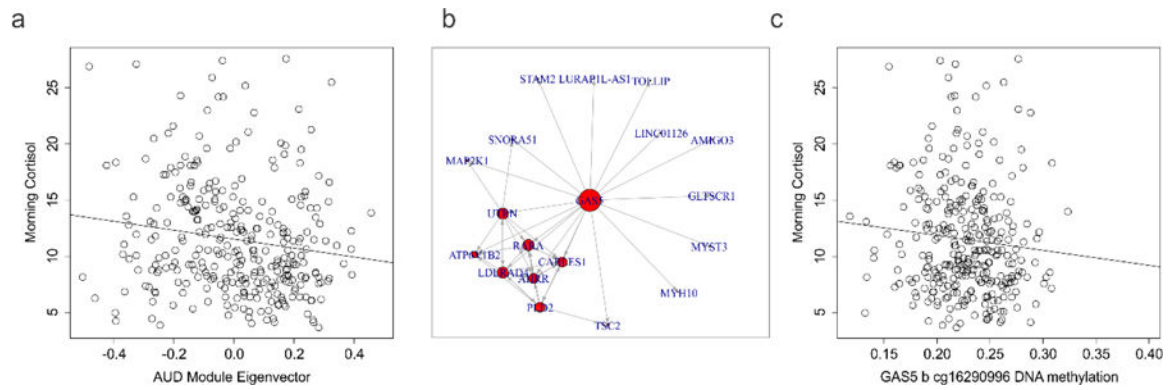 a
b
c
Morning Cortisol
25
20
15
10
5
-0.4
-0.2
0.0
0.2
0.4
AUD Module Eigenvector
STAM2
LURAP1L-AS1
TOLLIP
SNORA51
LINC01126
AMIGO3
MAP2K1
GAS5
GLTSCR1
UTRN
RARA
MYST3
CABLES1
LDLRAD4
MYH10
TSC2
Morning Cortisol
25
20
15
10
5
0.15
0.20
0.25
0.30
0.35
0.40
GAS5 b cg16290996 DNA methylation